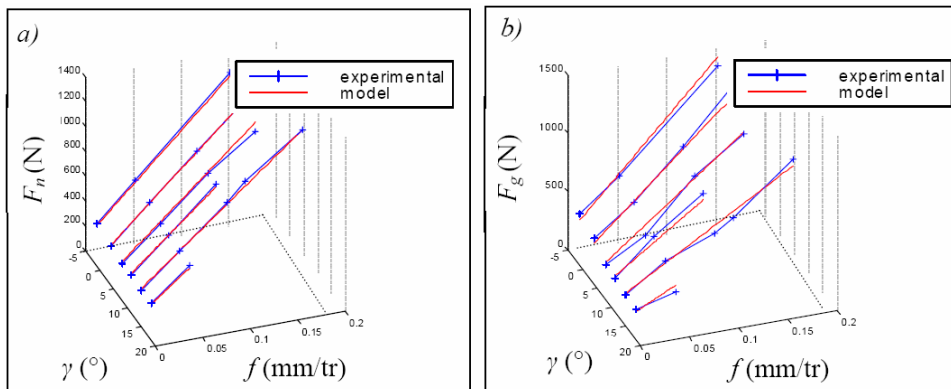 a)
experimental
model
1400
1200
1000
800
600
400
200
0
F_n (N)
-5
0
5
10
15
20
γ (°)
0
0.05
0.1
0.15
0.2
f (mm/tr)
b)
experimental
model
1500
1000
500
0
F_g (N)
-5
0
5
10
15
20
γ (°)
0
0.05
0.1
0.15
0.2
f (mm/tr)